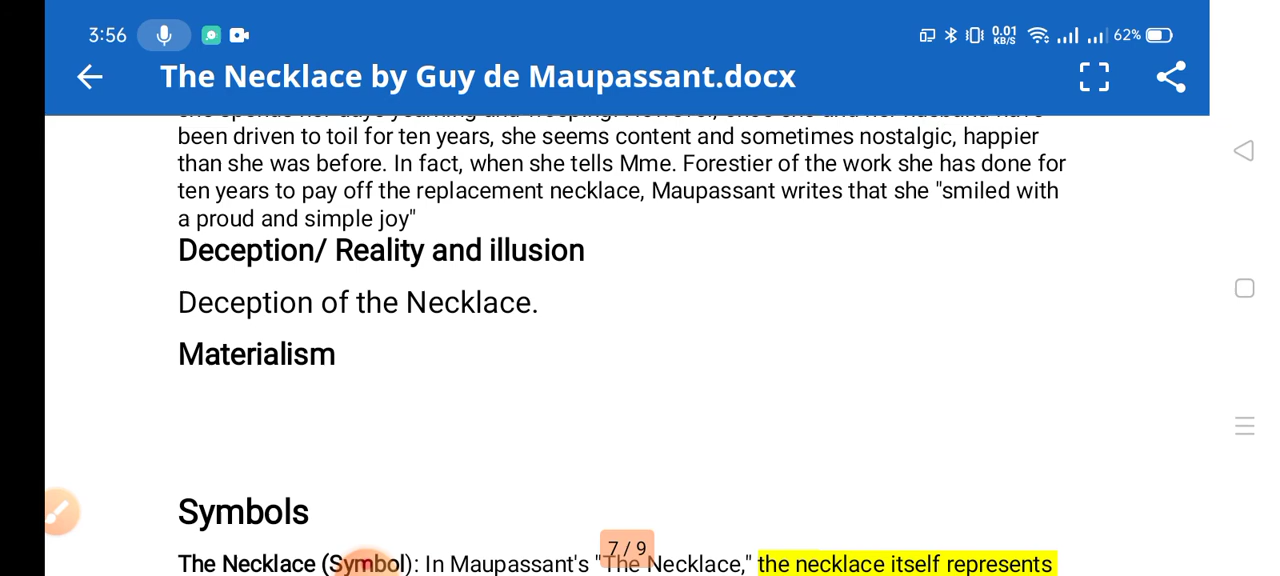 3:56
0.01 KB/S 62%
The Necklace by Guy de Maupassant.docx
been driven to toil for ten years, she seems content and sometimes nostalgic, happier
than she was before. In fact, when she tells Mme. Forestier of the work she has done for
ten years to pay off the replacement necklace, Maupassant writes that she "smiled with
a proud and simple joy"
Deception/ Reality and illusion
Deception of the Necklace.
Materialism
Symbols
7 / 9
The Necklace (Symbol): In Maupassant's "The Necklace," the necklace itself represents